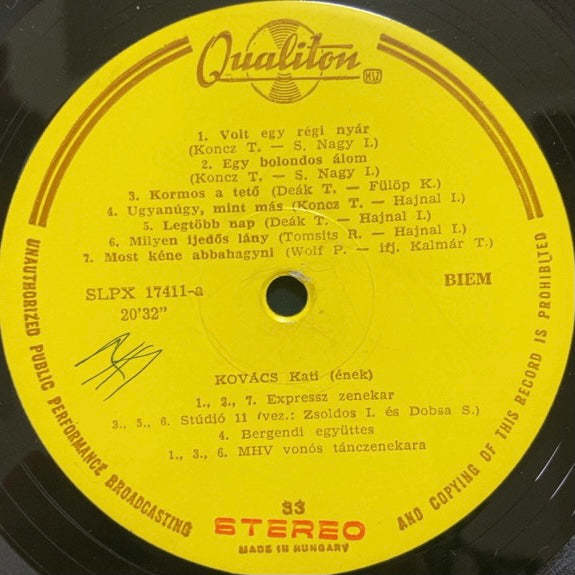 Qualiton
1. Volt egy régi nyár
(Koncz T. — S. Nagy I.)
2. Egy bolondos álom
(Koncz T. — S. Nagy I.)
3. Kormos a tető (Deák T. — Fülöp K.)
4. Ugyanúgy, mint más (Koncz T. — Hajnal I.)
5. Legtöbb nap (Deák T. — Hajnal I.)
6. Milyen ijedős lány (Tomsits R. — Hajnal I.)
7. Most kéne abbahagyni (Wolf P. — ifj. Kalmár T.)
SLPX 17411-a
BIEM
20'32"
KOVÁCS Kati (ének)
1., 2., 7. Expressz zenekar
3., 5., 6. Stúdió 11 (vez.: Zsoldos I. és Dobsa S.)
4. Bergendi együttes
1., 3., 6. MHV vonós tánczenekara
33
STEREO
MADE IN HUNGARY
UNAUTHORIZED PUBLIC PERFORMANCE BROADCASTING
AND COPYING OF THIS RECORD IS PROHIBITED